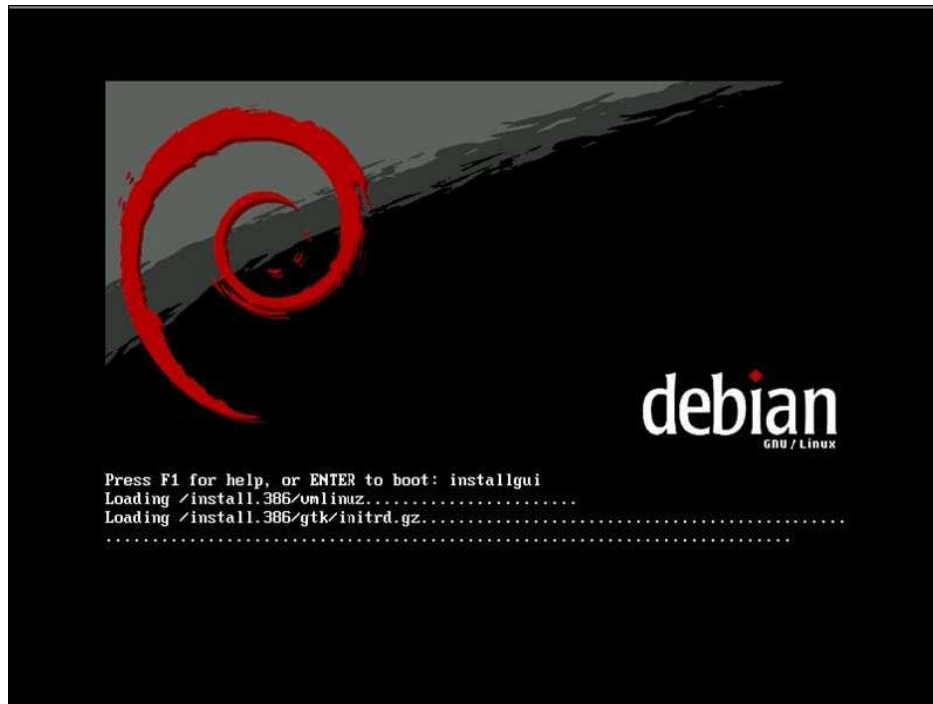 debian
GNU / Linux
Press F1 for help, or ENTER to boot: installgui
Loading /install.386/vmlinuz.......................
Loading /install.386/gtk/initrd.gz..............................................
...........................................................................